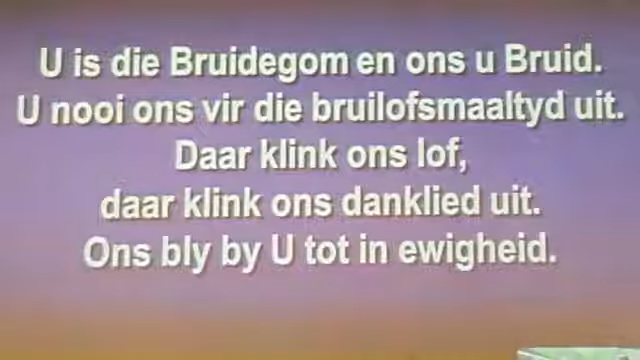 U is die Bruidegom en ons u Bruid.
U nooi ons vir die bruilofsmaaltyd uit.
Daar klink ons lof,
daar klink ons danklied uit.
Ons bly by U tot in ewigheid.